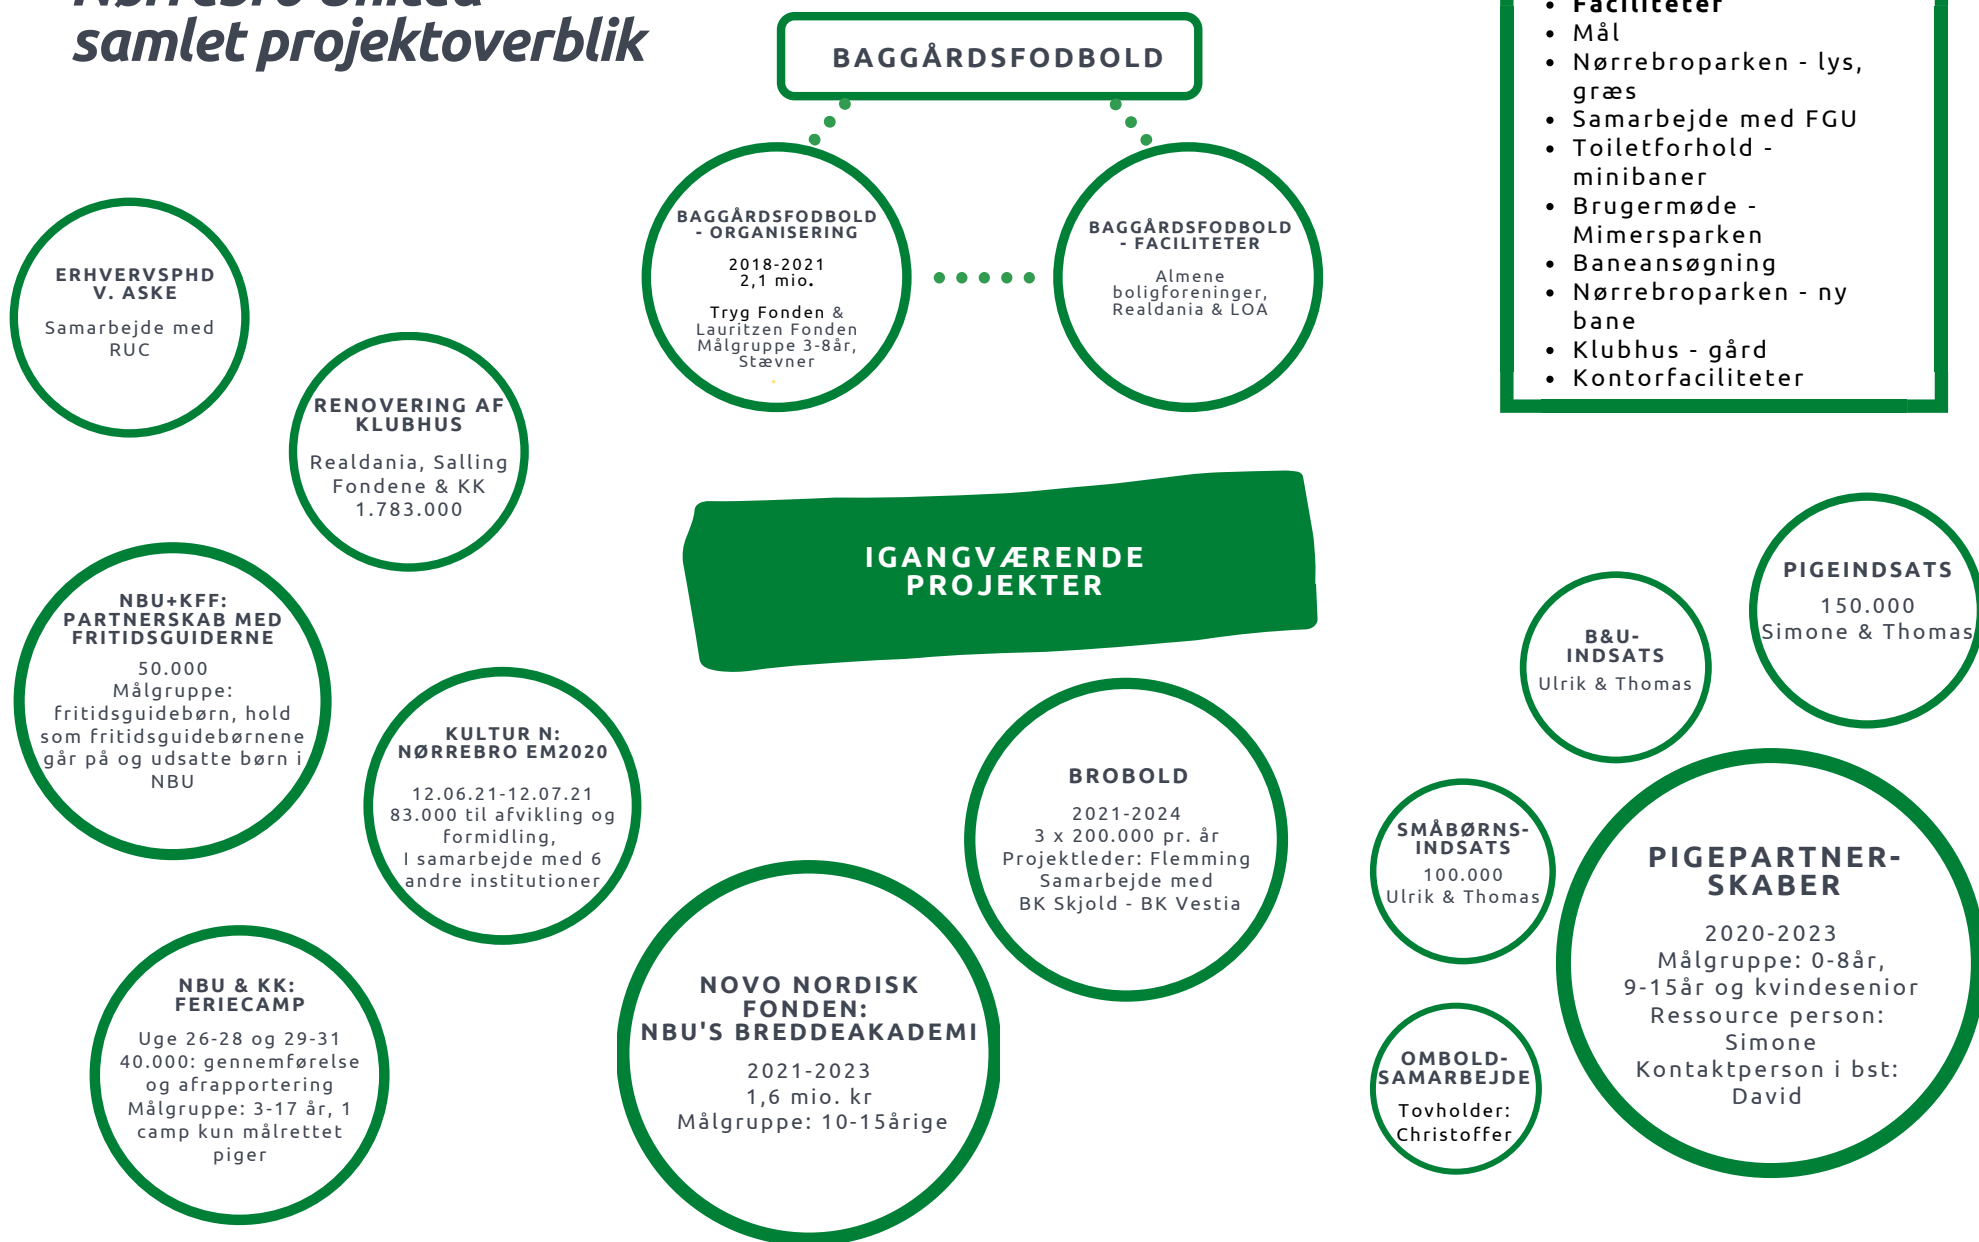 Nørrebro United
samlet projektoverblik
BAGGÅRDSFODBOLD
BAGGÅRDSFODBOLD
- ORGANISERING
2018-2021
2,1 mio.
Tryg Fonden &
Lauritzen Fonden
Målgruppe 3-8år,
Stævner
BAGGÅRDSFODBOLD
- FACILITETER
Almene
boligforeninger,
Realdania & LOA
• Faciliteter
• Mål
• Nørrebroparken - lys,
græs
• Samarbejde med FGU
• Toiletforhold -
minibaner
• Brugermøde -
Mimersparken
• Baneansøgning
• Nørrebroparken - ny
bane
• Klubhus - gård
• Kontorfaciliteter
ERHVERVSPHD
V. ASKE
Samarbejde med
RUC
RENOVERING AF
KLUBHUS
Realdania, Salling
Fondene & KK
1.783.000
IGANGVÆRENDE
PROJEKTER
NBU+KFF:
PARTNERSKAB MED
FRITIDSGUIDERNE
50.000
Målgruppe:
fritidsguidebørn, hold
som fritidsguidebørnene
går på og udsatte børn i
NBU
KULTUR N:
NØRREBRO EM2020
12.06.21-12.07.21
83.000 til afvikling og
formidling,
I samarbejde med 6
andre institutioner
NBU & KK:
FERIECAMP
Uge 26-28 og 29-31
40.000: gennemførelse
og afrapportering
Målgruppe: 3-17 år, 1
camp kun målrettet
piger
NOVO NORDISK
FONDEN:
NBU'S BREDDEAKADEMI
2021-2023
1,6 mio. kr
Målgruppe: 10-15årige
BROBOLD
2021-2024
3 x 200.000 pr. år
Projektleder: Flemming
Samarbejde med
BK Skjold - BK Vestia
B&U-
INDSATS
Ulrik & Thomas
PIGEINDSATS
150.000
Simone & Thomas
SMÅBØRNS-
INDSATS
100.000
Ulrik & Thomas
PIGEPARTNER-
SKABER
2020-2023
Målgruppe: 0-8år,
9-15år og kvindesenior
Ressource person:
Simone
Kontaktperson i bst:
David
OMBOLD-
SAMARBEJDE
Tovholder:
Christoffer